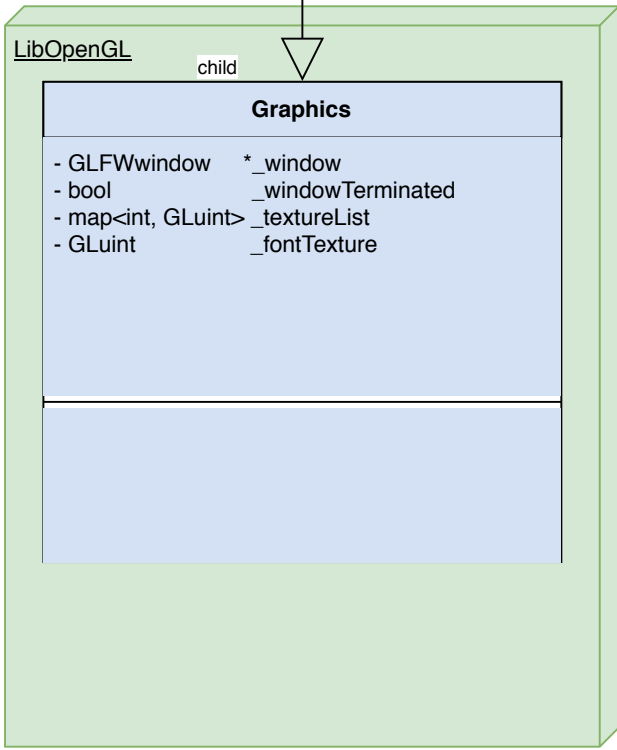 LibOpenGL
child
Graphics
- GLFWwindow *_window
- bool _windowTerminated
- map<int, GLuint> _textureList
- GLuint _fontTexture